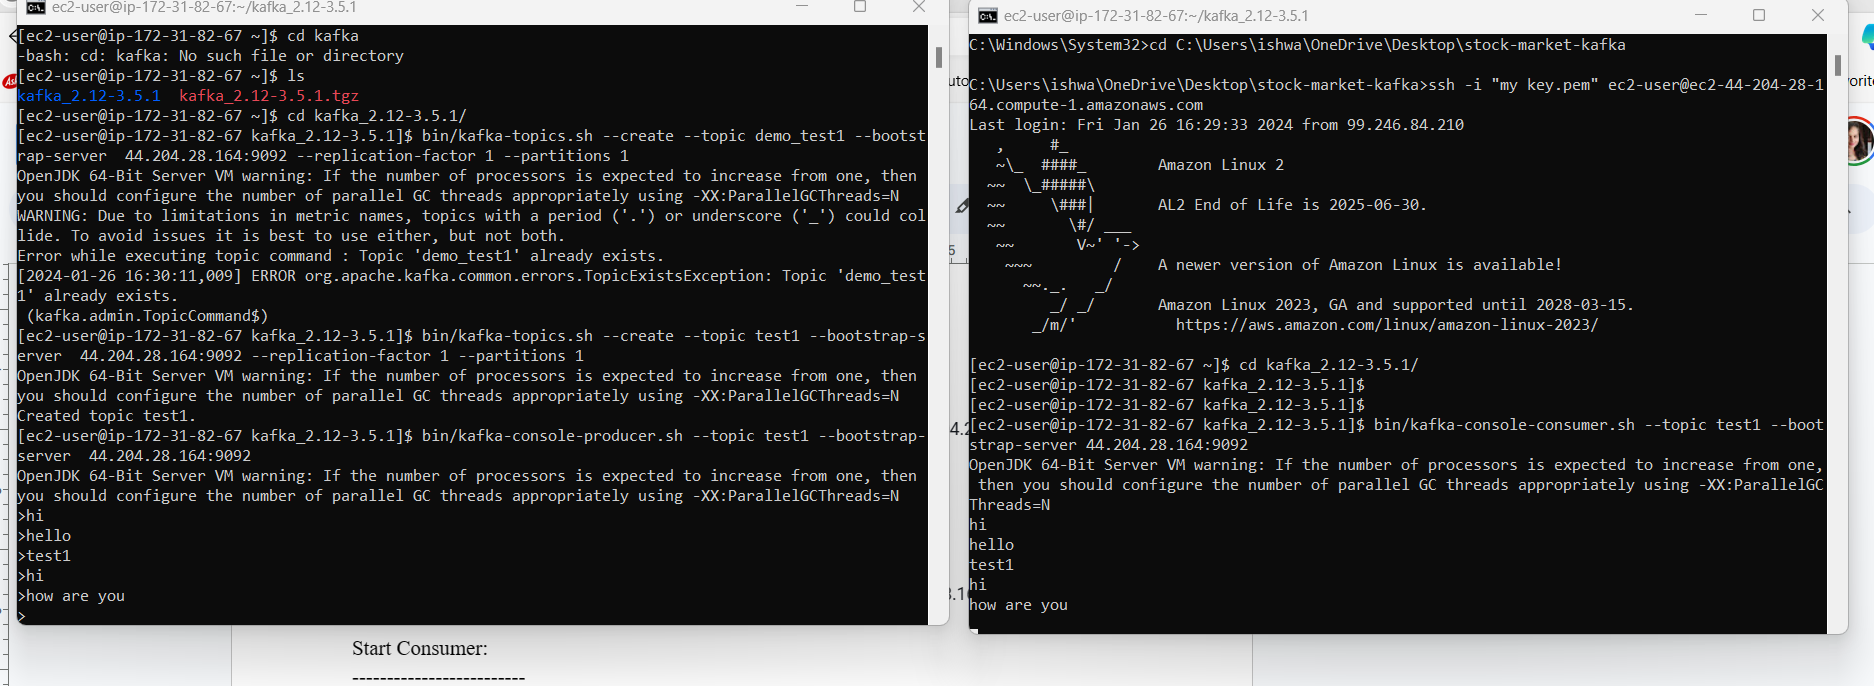 ec2-user@ip-172-31-82-67:~/kafka_2.12-3.5.1
[ec2-user@ip-172-31-82-67 ~]$ cd kafka
-bash: cd: kafka: No such file or directory
[ec2-user@ip-172-31-82-67 ~]$ ls
kafka_2.12-3.5.1  kafka_2.12-3.5.1.tgz
[ec2-user@ip-172-31-82-67 ~]$ cd kafka_2.12-3.5.1/
[ec2-user@ip-172-31-82-67 kafka_2.12-3.5.1]$ bin/kafka-topics.sh --create --topic demo_test1 --bootst
rap-server  44.204.28.164:9092 --replication-factor 1 --partitions 1
OpenJDK 64-Bit Server VM warning: If the number of processors is expected to increase from one, then
you should configure the number of parallel GC threads appropriately using -XX:ParallelGCThreads=N
WARNING: Due to limitations in metric names, topics with a period ('.') or underscore ('_') could col
lide. To avoid issues it is best to use either, but not both.
Error while executing topic command : Topic 'demo_test1' already exists.
[2024-01-26 16:30:11,009] ERROR org.apache.kafka.common.errors.TopicExistsException: Topic 'demo_test
1' already exists.
 (kafka.admin.TopicCommand$)
[ec2-user@ip-172-31-82-67 kafka_2.12-3.5.1]$ bin/kafka-topics.sh --create --topic test1 --bootstrap-s
erver  44.204.28.164:9092 --replication-factor 1 --partitions 1
OpenJDK 64-Bit Server VM warning: If the number of processors is expected to increase from one, then
you should configure the number of parallel GC threads appropriately using -XX:ParallelGCThreads=N
Created topic test1.
[ec2-user@ip-172-31-82-67 kafka_2.12-3.5.1]$ bin/kafka-console-producer.sh --topic test1 --bootstrap-
server  44.204.28.164:9092
OpenJDK 64-Bit Server VM warning: If the number of processors is expected to increase from one, then
you should configure the number of parallel GC threads appropriately using -XX:ParallelGCThreads=N
>hi
>hello
>test1
>hi
>how are you
>
ec2-user@ip-172-31-82-67:~/kafka_2.12-3.5.1
C:\Windows\System32>cd C:\Users\ishwa\OneDrive\Desktop\stock-market-kafka
C:\Users\ishwa\OneDrive\Desktop\stock-market-kafka>ssh -i "my key.pem" ec2-user@ec2-44-204-28-1
64.compute-1.amazonaws.com
Last login: Fri Jan 26 16:29:33 2024 from 99.246.84.210
   ,     #_
   ~\_  ####_        Amazon Linux 2
  ~~  \_#####\
  ~~     \###|       AL2 End of Life is 2025-06-30.
  ~~       \#/ ___
   ~~       V~' '->
    ~~~         /    A newer version of Amazon Linux is available!
      ~~._.   _/
         _/ _/       Amazon Linux 2023, GA and supported until 2028-03-15.
       _/m/'           https://aws.amazon.com/linux/amazon-linux-2023/
[ec2-user@ip-172-31-82-67 ~]$ cd kafka_2.12-3.5.1/
[ec2-user@ip-172-31-82-67 kafka_2.12-3.5.1]$
[ec2-user@ip-172-31-82-67 kafka_2.12-3.5.1]$
[ec2-user@ip-172-31-82-67 kafka_2.12-3.5.1]$ bin/kafka-console-consumer.sh --topic test1 --boot
strap-server 44.204.28.164:9092
OpenJDK 64-Bit Server VM warning: If the number of processors is expected to increase from one,
 then you should configure the number of parallel GC threads appropriately using -XX:ParallelGC
Threads=N
hi
hello
test1
hi
how are you
Start Consumer:
-------------------------